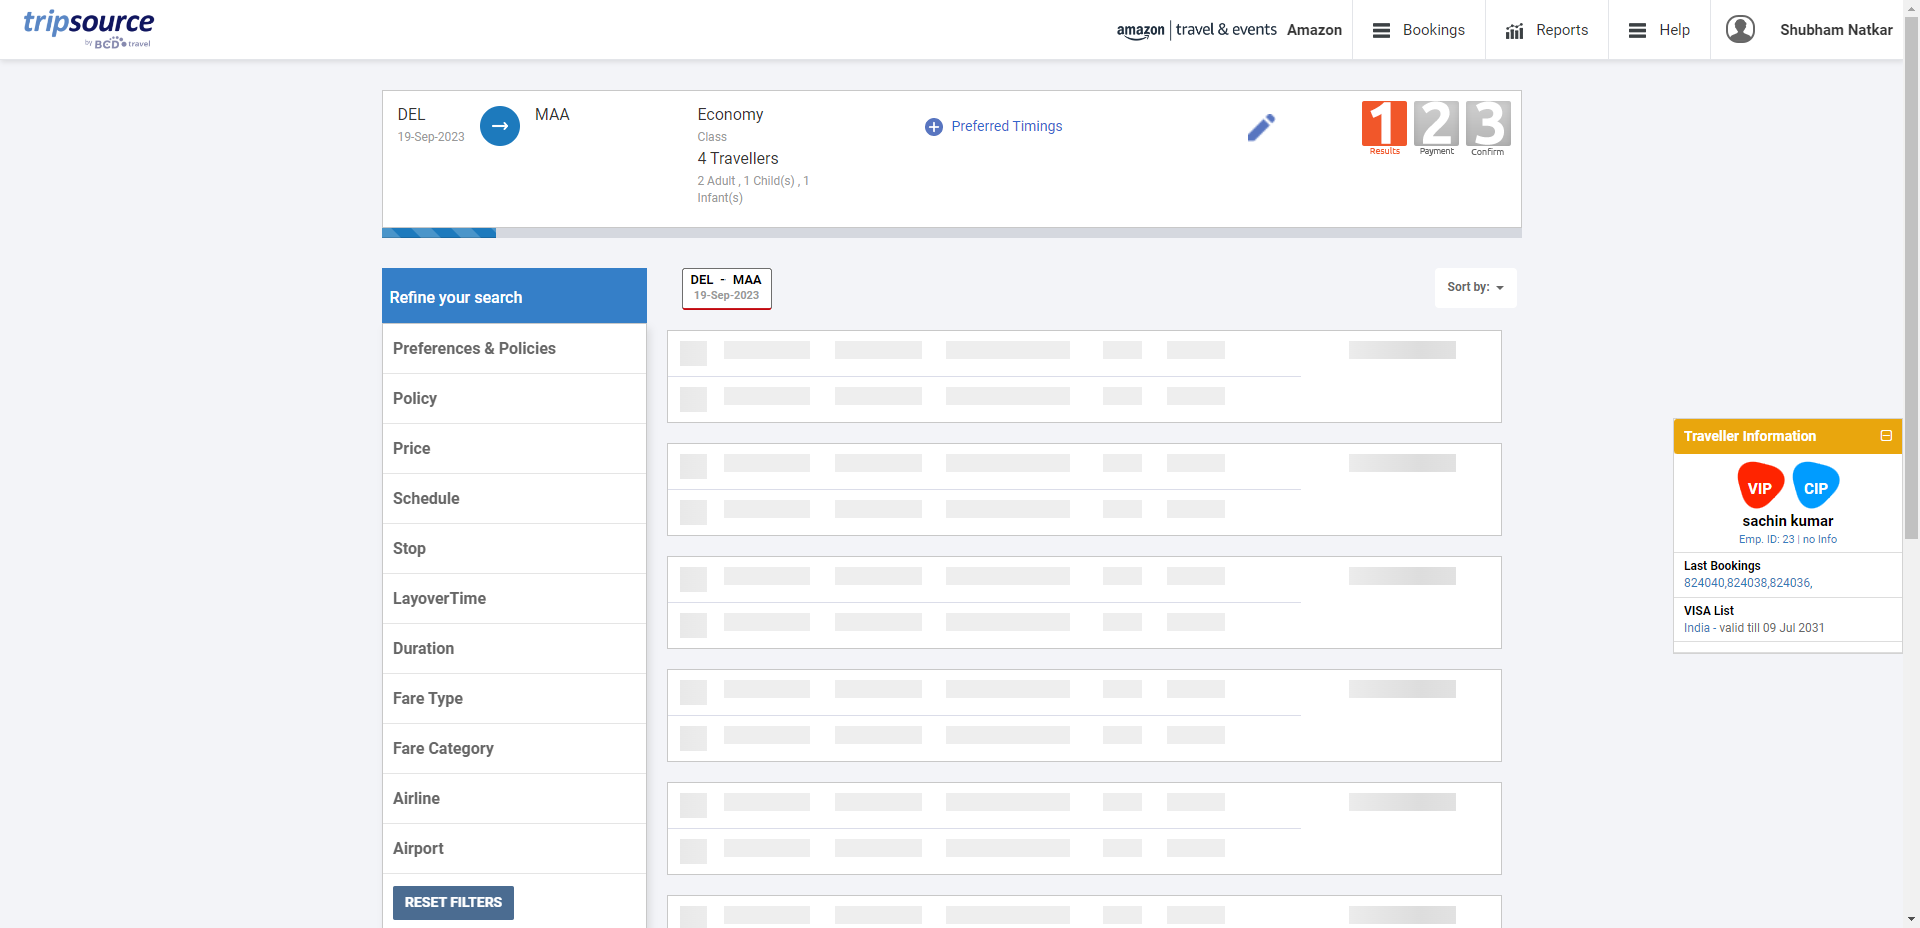 tripsource
by BCD travel
amazon | travel & events Amazon
Bookings
Reports
Help
Shubham Natkar
DEL
19-Sep-2023
MAA
Economy
Class
4 Travellers
2 Adult , 1 Child(s) , 1
Infant(s)
Preferred Timings
1 2 3
Results Payment Confirm
Refine your search
Preferences & Policies
Policy
Price
Schedule
Stop
LayoverTime
Duration
Fare Type
Fare Category
Airline
Airport
RESET FILTERS
DEL - MAA
19-Sep-2023
Sort by:
Traveller Information
VIP CIP
sachin kumar
Emp. ID: 23 | no Info
Last Bookings
824040,824038,824036,
VISA List
India - valid till 09 Jul 2031